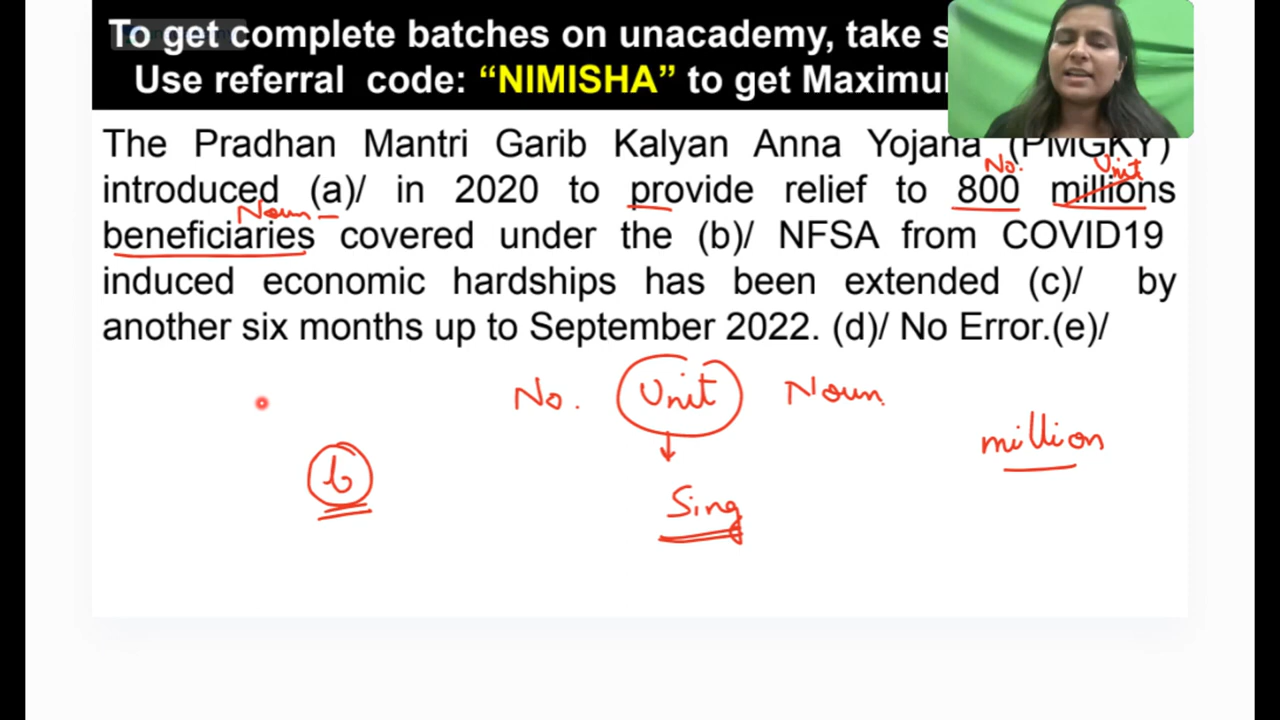 To get complete batches on unacademy, take s
Use referral code: “NIMISHA” to get Maximu
The Pradhan Mantri Garib Kalyan Anna Yojana (PMGKY)
No. Unit
introduced (a)/ in 2020 to provide relief to 800 millions
Noun
beneficiaries covered under the (b)/ NFSA from COVID19
induced economic hardships has been extended (c)/ by
another six months up to September 2022. (d)/ No Error.(e)/
No. Unit Noun.
million
b
Sing